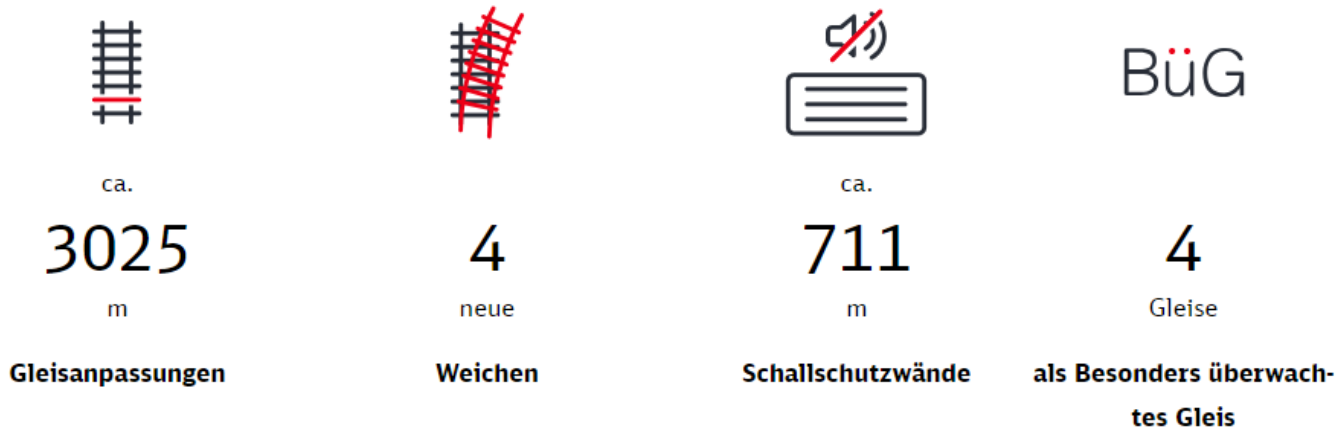 BüG
ca.
3025
m
Gleisanpassungen
4
neue
Weichen
ca.
711
m
Schallschutzwände
4
Gleise
als Besonders überwach-
tes Gleis